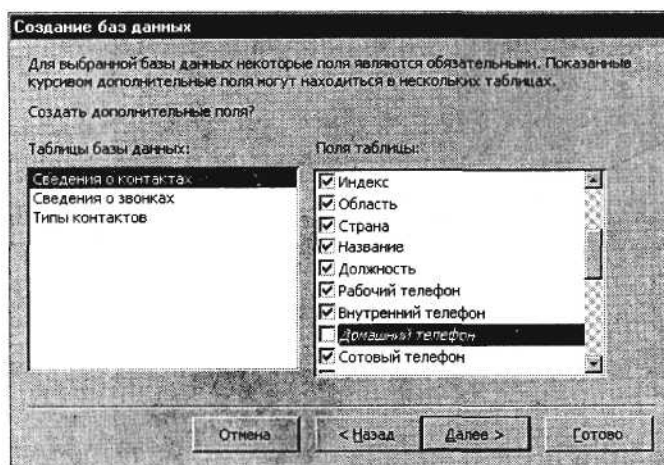 Создание баз данных
Для выбранной базы данных некоторые поля являются обязательными. Показанные
курсивом дополнительные поля могут находиться в нескольких таблицах.
Создать дополнительные поля?
Таблицы базы данных:
Поля таблицы:
Сведения о контактах
Сведения о звонках
Типы контактов
Индекс
Область
Страна
Название
Должность
Рабочий телефон
Внутренний телефон
Домашний телефон
Сотовый телефон
Отмена
< Назад
Далее >
Готово